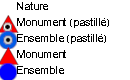 Nature
Monument (pastillé)
Ensemble (pastillé)
Monument
Ensemble